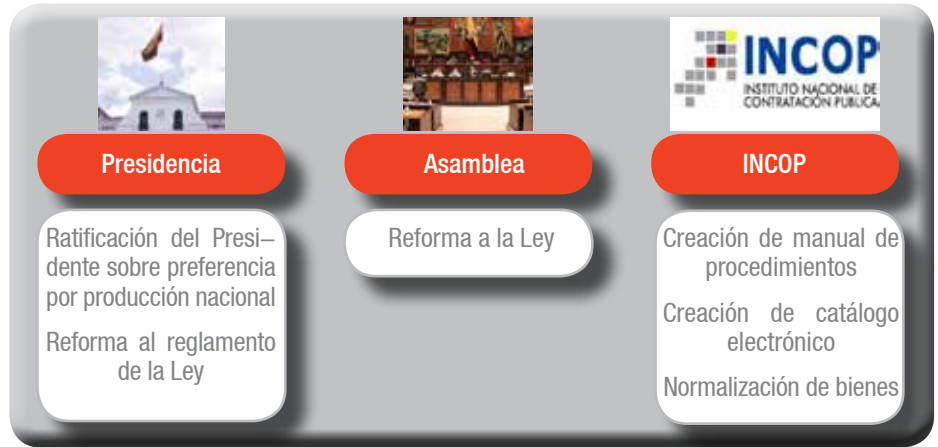 INCOP
INSTITUTO NACIONAL DE
CONTRATACIÓN PUBLICA
Presidencia
Ratificación del Presi–
dente sobre preferencia
por producción nacional
Reforma al reglamento
de la Ley
Asamblea
Reforma a la Ley
INCOP
Creación de manual de
procedimientos
Creación de catálogo
electrónico
Normalización de bienes